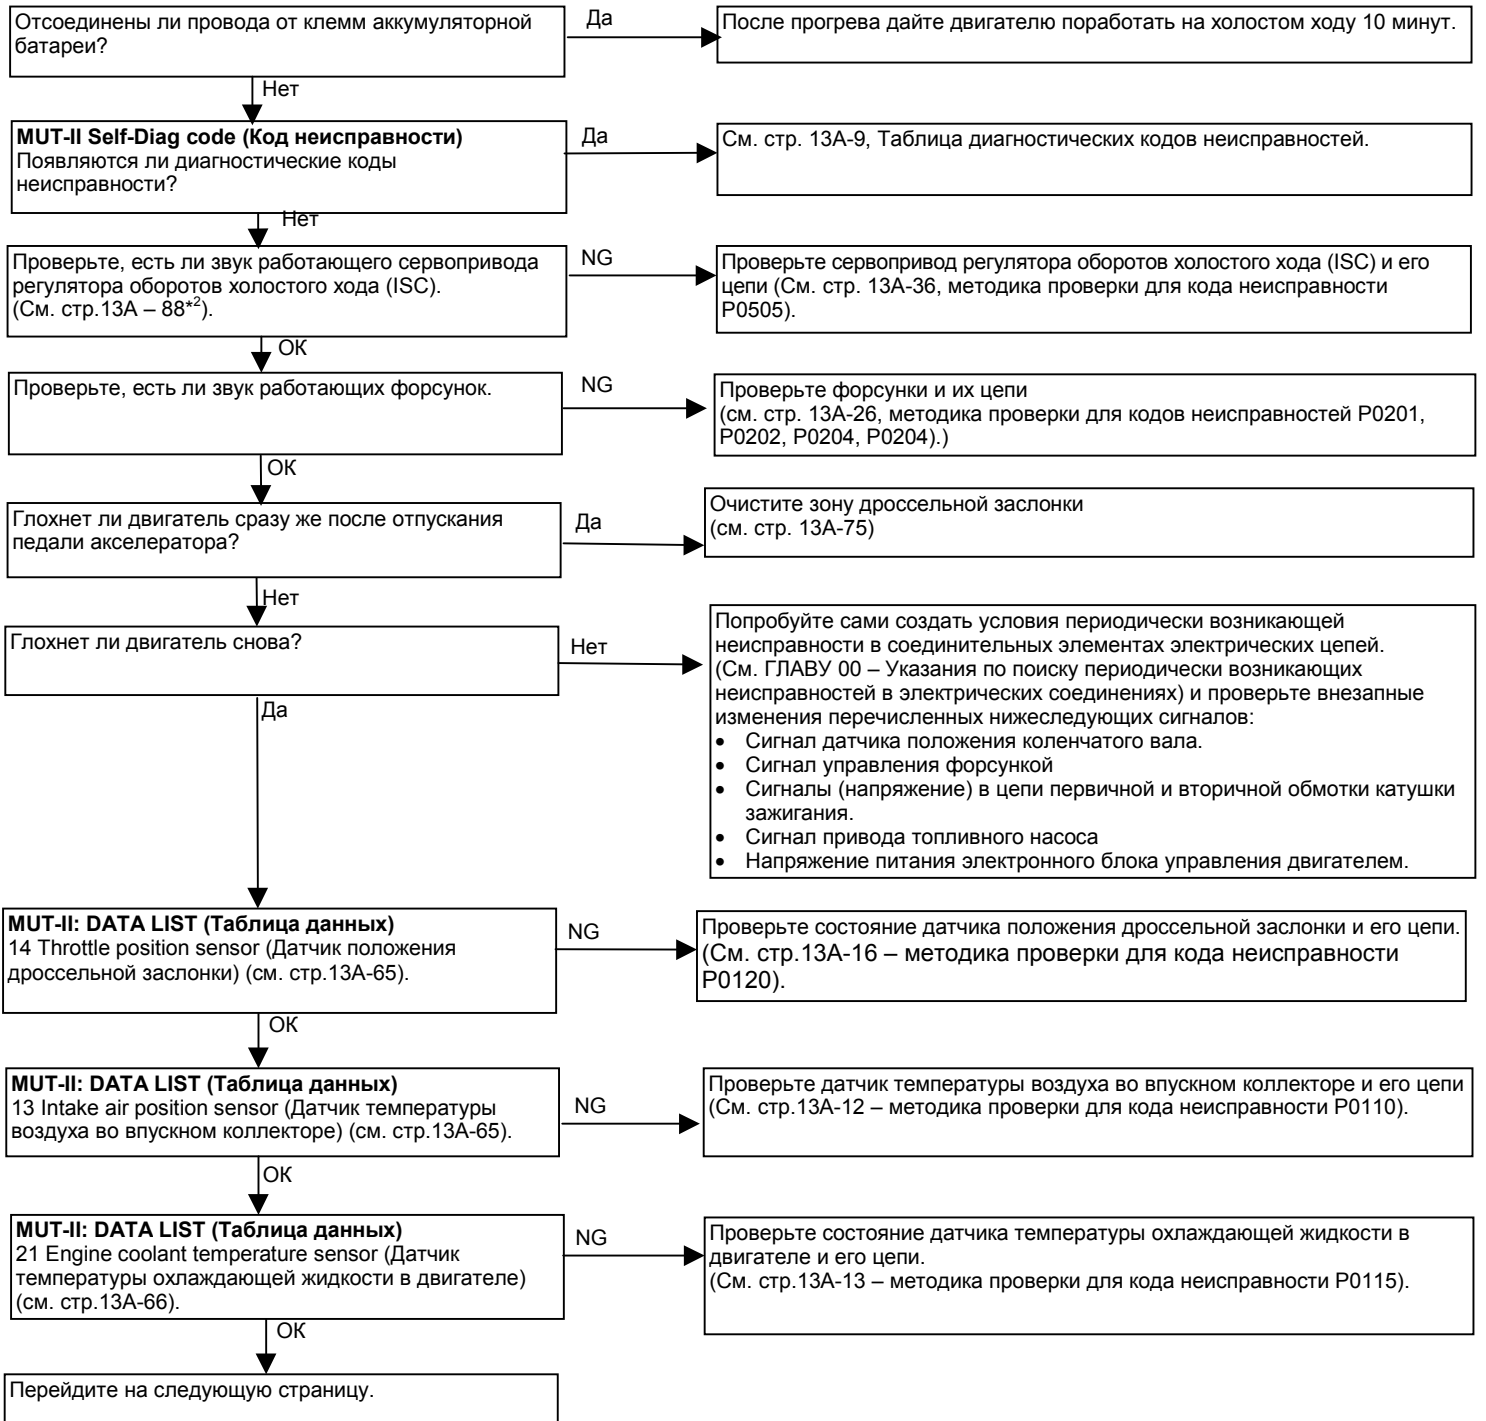 Отсоединены ли провода от клемм аккумуляторной
батареи?
Да
После прогрева дайте двигателю поработать на холостом ходу 10 минут.
Нет
MUT-II Self-Diag code (Код неисправности)
Появляются ли диагностические коды
неисправности?
Да
См. стр. 13А-9, Таблица диагностических кодов неисправностей.
Нет
Проверьте, есть ли звук работающего сервопривода
регулятора оборотов холостого хода (ISC).
(См. стр.13А – 88*²).
NG
Проверьте сервопривод регулятора оборотов холостого хода (ISC) и его
цепи (См. стр. 13А-36, методика проверки для кода неисправности
Р0505).
ОК
Проверьте, есть ли звук работающих форсунок.
NG
Проверьте форсунки и их цепи
(см. стр. 13А-26, методика проверки для кодов неисправностей Р0201,
Р0202, Р0204, Р0204).)
ОК
Глохнет ли двигатель сразу же после отпускания
педали акселератора?
Да
Очистите зону дроссельной заслонки
(см. стр. 13А-75)
Нет
Глохнет ли двигатель снова?
Нет
Попробуйте сами создать условия периодически возникающей
неисправности в соединительных элементах электрических цепей.
(См. ГЛАВУ 00 – Указания по поиску периодически возникающих
неисправностей в электрических соединениях) и проверьте внезапные
изменения перечисленных нижеследующих сигналов:
• Сигнал датчика положения коленчатого вала.
• Сигнал управления форсункой
• Сигналы (напряжение) в цепи первичной и вторичной обмотки катушки
зажигания.
• Сигнал привода топливного насоса
• Напряжение питания электронного блока управления двигателем.
Да
MUT-II: DATA LIST (Таблица данных)
14 Throttle position sensor (Датчик положения
дроссельной заслонки) (см. стр.13А-65).
NG
Проверьте состояние датчика положения дроссельной заслонки и его цепи.
(См. стр.13А-16 – методика проверки для кода неисправности
Р0120).
ОК
MUT-II: DATA LIST (Таблица данных)
13 Intake air position sensor (Датчик температуры
воздуха во впускном коллекторе) (см. стр.13А-65).
NG
Проверьте датчик температуры воздуха во впускном коллекторе и его цепи
(См. стр.13А-12 – методика проверки для кода неисправности Р0110).
ОК
MUT-II: DATA LIST (Таблица данных)
21 Engine coolant temperature sensor (Датчик
температуры охлаждающей жидкости в двигателе)
(см. стр.13А-66).
NG
Проверьте состояние датчика температуры охлаждающей жидкости в
двигателе и его цепи.
(См. стр.13А-13 – методика проверки для кода неисправности Р0115).
ОК
Перейдите на следующую страницу.